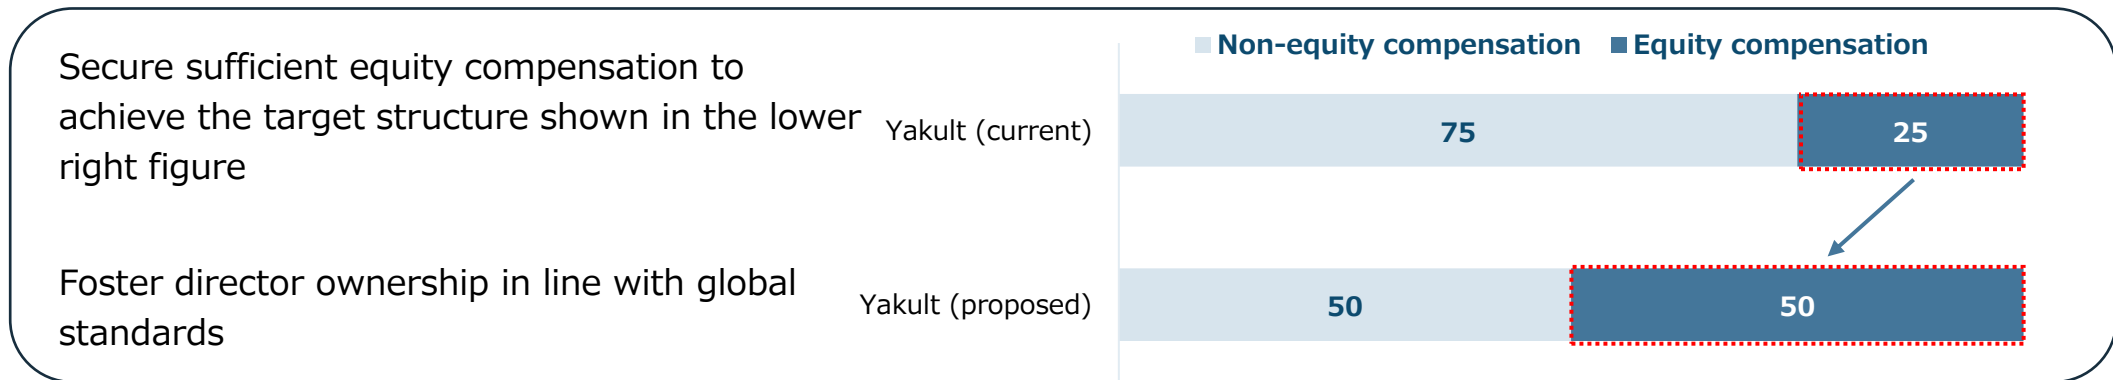 Secure sufficient equity compensation to
achieve the target structure shown in the lower
right figure
Foster director ownership in line with global
standards
Non-equity compensation Equity compensation
Yakult (current) 75 25
Yakult (proposed) 50 50